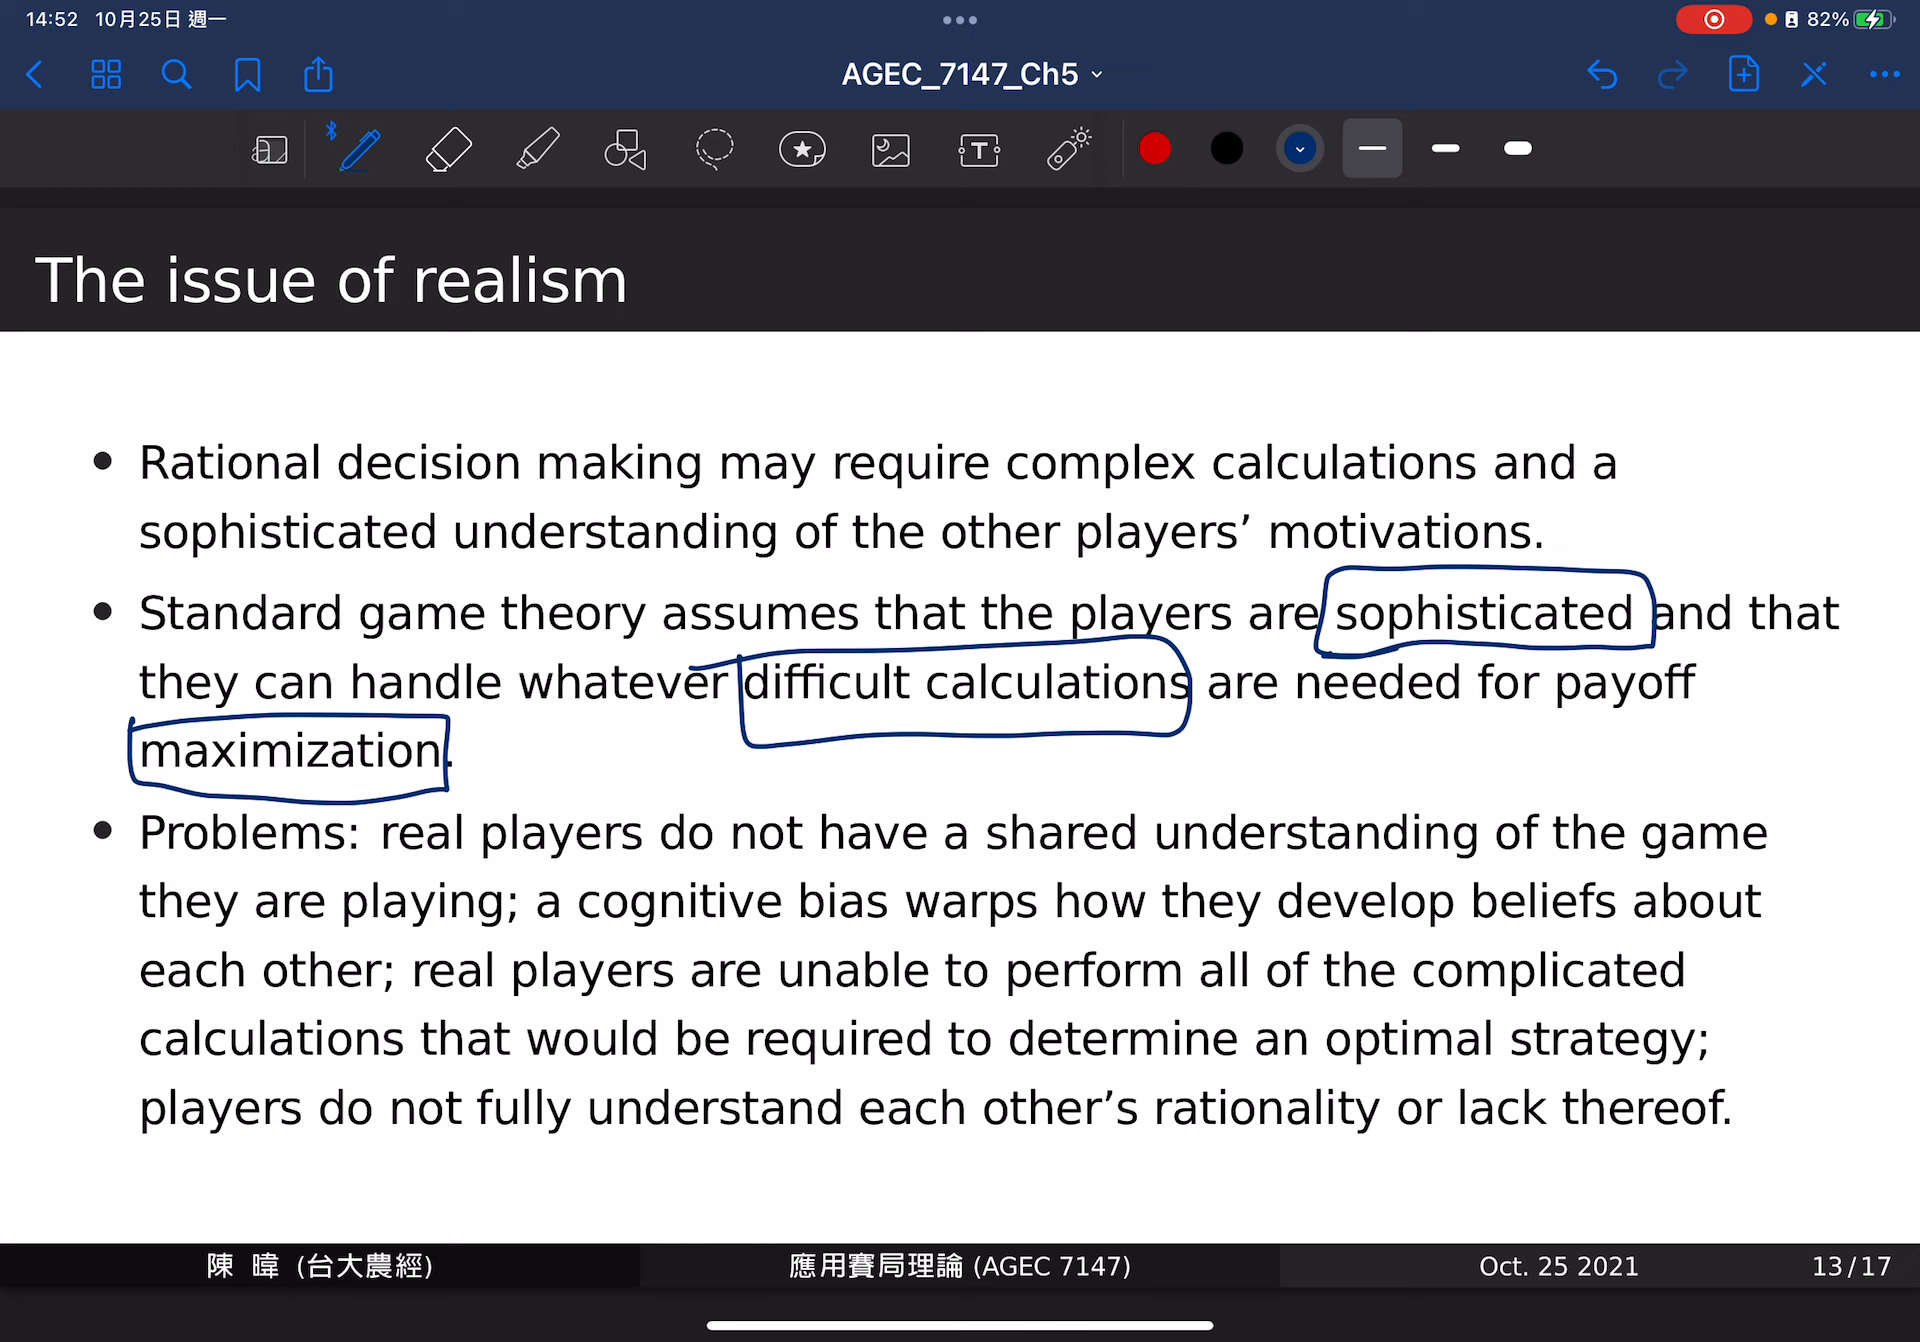 14:52 10月25日 週一
82%
AGEC_7147_Ch5
The issue of realism
• Rational decision making may require complex calculations and a
sophisticated understanding of the other players’ motivations.
• Standard game theory assumes that the players are sophisticated and that
they can handle whatever difficult calculations are needed for payoff
maximization.
• Problems: real players do not have a shared understanding of the game
they are playing; a cognitive bias warps how they develop beliefs about
each other; real players are unable to perform all of the complicated
calculations that would be required to determine an optimal strategy;
players do not fully understand each other’s rationality or lack thereof.
陳 暐 (台大農經) 應用賽局理論 (AGEC 7147) Oct. 25 2021 13/17